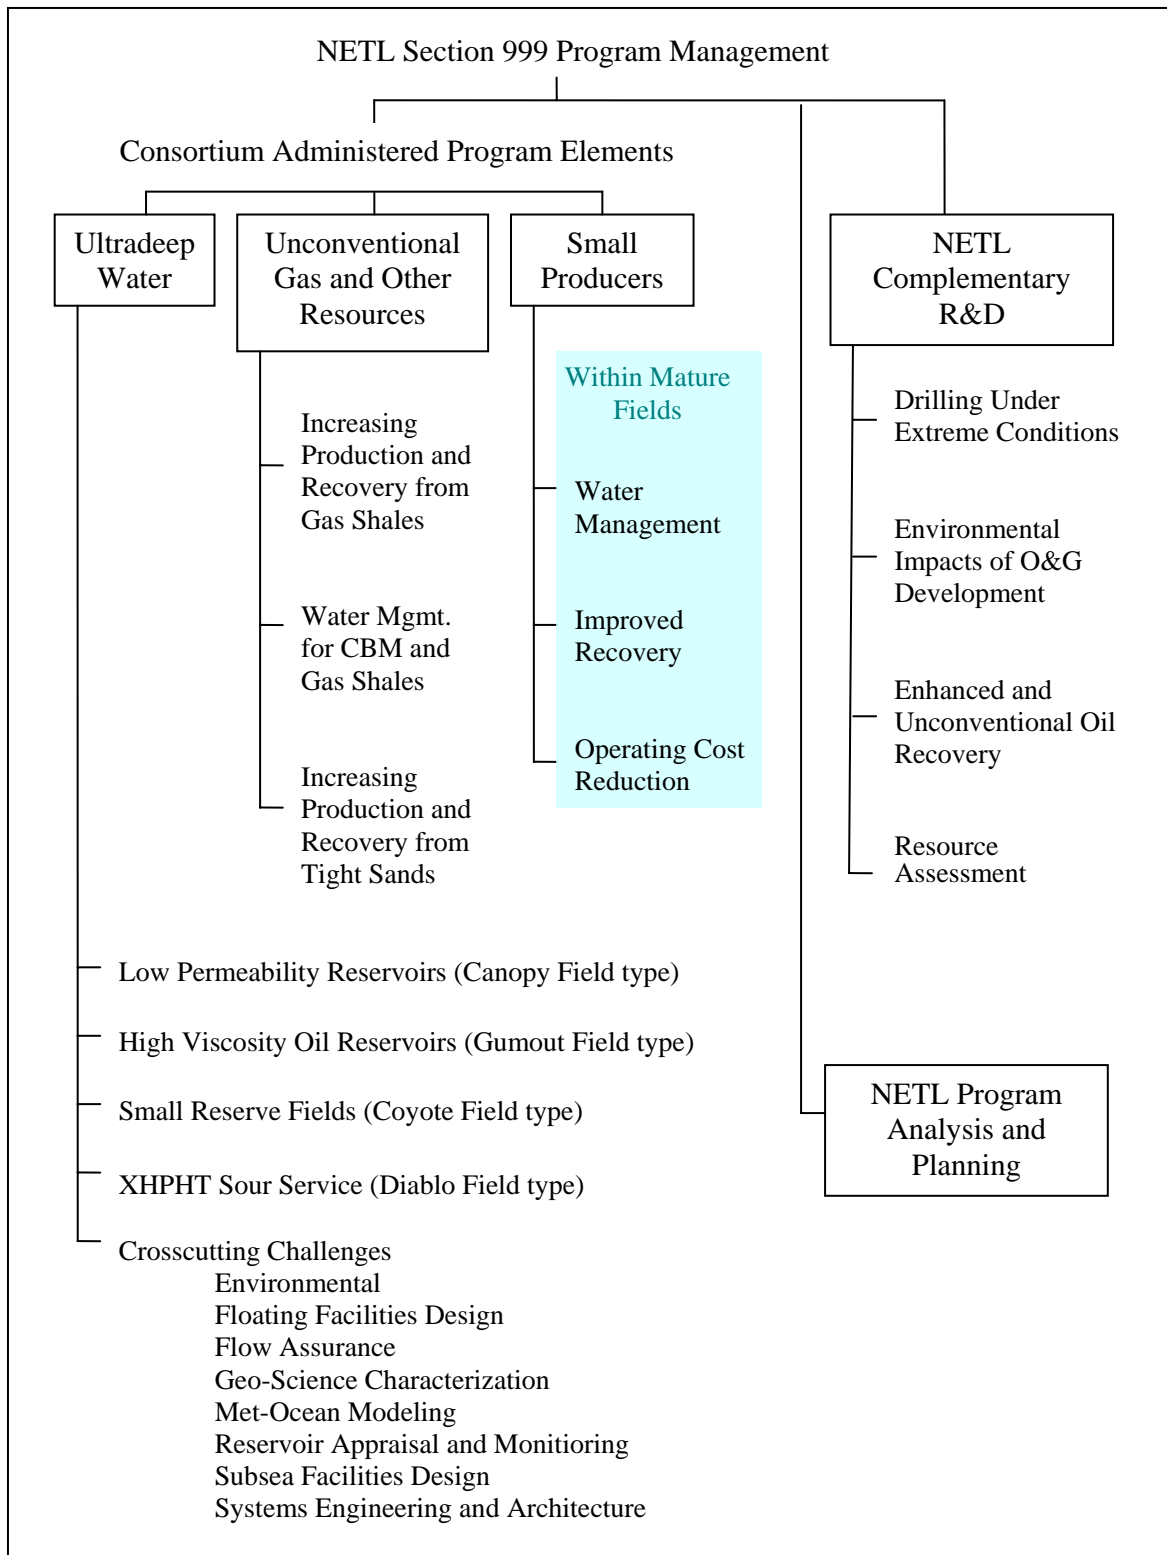 NETL Section 999 Program Management
Consortium Administered Program Elements
Ultradeep
Water
Unconventional
Gas and Other
Resources
Small
Producers
NETL
Complementary
R&D
Increasing
Production and
Recovery from
Gas Shales
Water Mgmt.
for CBM and
Gas Shales
Increasing
Production and
Recovery from
Tight Sands
Within Mature
Fields
Water
Management
Improved
Recovery
Operating Cost
Reduction
Drilling Under
Extreme Conditions
Environmental
Impacts of O&G
Development
Enhanced and
Unconventional Oil
Recovery
Resource
Assessment
Low Permeability Reservoirs (Canopy Field type)
High Viscosity Oil Reservoirs (Gumout Field type)
Small Reserve Fields (Coyote Field type)
XHPHT Sour Service (Diablo Field type)
Crosscutting Challenges
Environmental
Floating Facilities Design
Flow Assurance
Geo-Science Characterization
Met-Ocean Modeling
Reservoir Appraisal and Monitioring
Subsea Facilities Design
Systems Engineering and Architecture
NETL Program
Analysis and
Planning